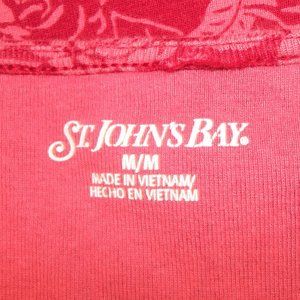 ST. JOHN'S BAY.
M/M
MADE IN VIETNAM/
HECHO EN VIETNAM